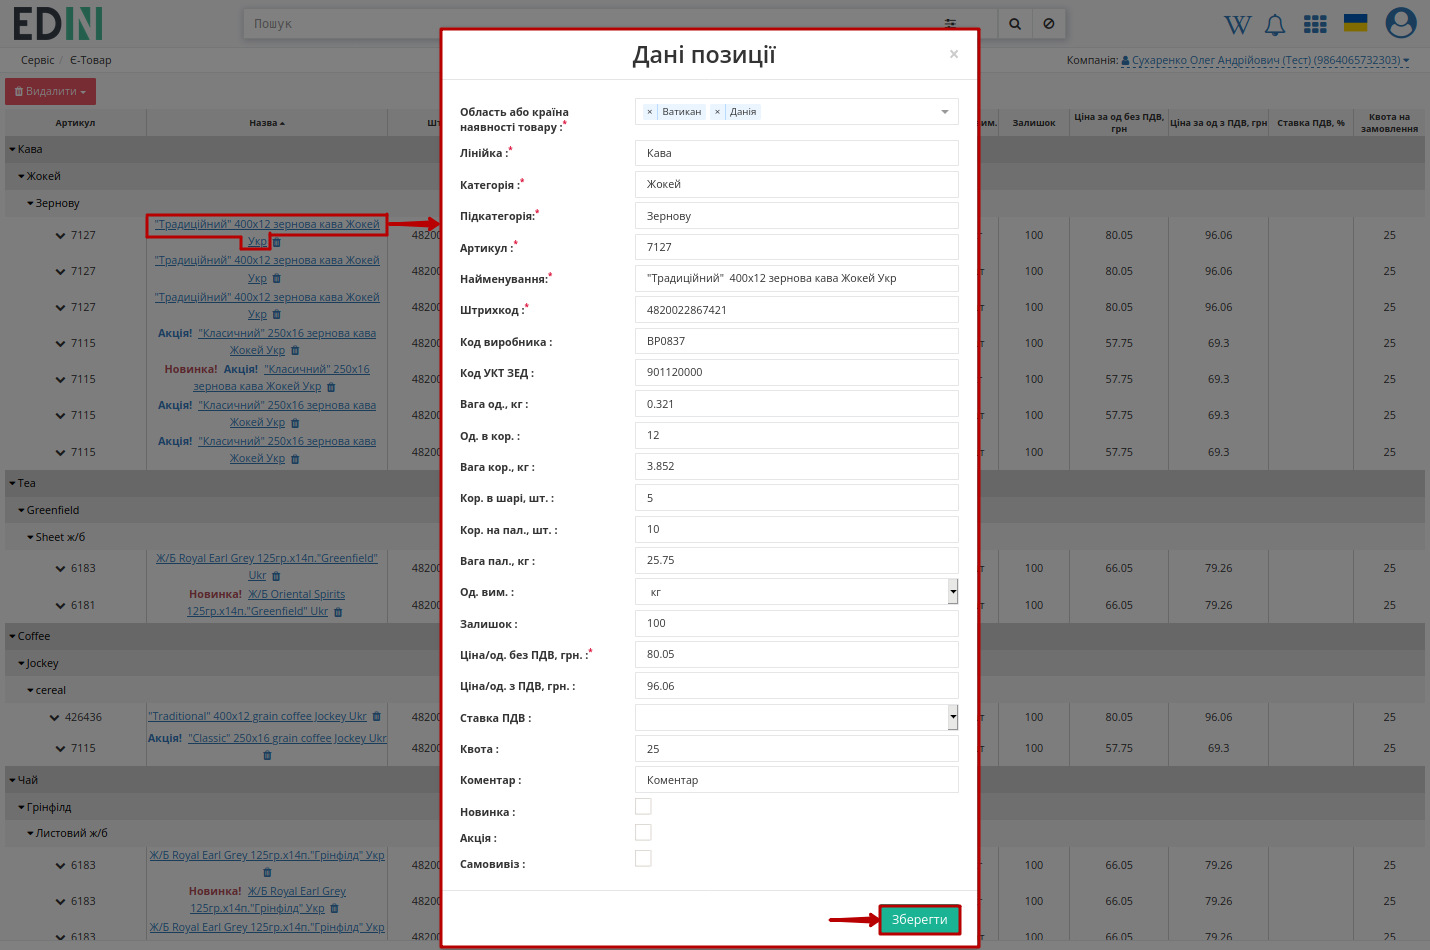 EDIN
Пошук
Сервіс / Є-Товар
Компанія: Сухаренко Олег Андрійович (Тест) (9864065732303)
Видалити
Артикул Назва Шт им. Залишок Ціна за од без ПДВ, грн Ціна за од з ПДВ, грн Ставка ПДВ, % Квота на замовлення
Кава
Жокей
Зернову
7127 "Традиційний" 400х12 зернова кава Жокей 48200 100 80.05 96.06 25
Укр
7127 "Традиційний" 400х12 зернова кава Жокей 48200 т 100 80.05 96.06 25
Укр
7127 "Традиційний" 400х12 зернова кава Жокей 48200 т 100 80.05 96.06 25
Укр
7115 Акція! "Класичний" 250х16 зернова кава 48200 т 100 57.75 69.3 25
Жокей Укр
7115 Новинка! Акція! "Класичний" 250х16 48200 100 57.75 69.3 25
зернова кава Жокей Укр
7115 Акція! "Класичний" 250х16 зернова кава 48200 т 100 57.75 69.3 25
Жокей Укр
7115 Акція! "Класичний" 250х16 зернова кава 48200 т 100 57.75 69.3 25
Жокей Укр
Tea
Greenfield
Sheet ж/б
6183 Ж/Б Royal Earl Grey 125гр.х14п."Greenfield" 48200 т 100 66.05 79.26 25
Ukr
6181 Новинка! Ж/Б Oriental Spirits 48200 т 100 66.05 79.26 25
125гр.х14п."Greenfield" Ukr
Coffee
Jockey
cereal
426436 "Traditional" 400x12 grain coffee Jockey Ukr 48200 т 100 80.05 96.06 25
7115 Акція! "Classic" 250x16 grain coffee Jockey Ukr 48200 т 100 57.75 69.3 25
Чай
Грінфілд
Листовий ж/б
6183 Ж/Б Royal Earl Grey 125гр.х14п."Грінфілд" Укр 48200 100 66.05 79.26 25
6183 Новинка! Ж/Б Royal Earl Grey 48200 т 100 66.05 79.26 25
125гр.х14п."Грінфілд" Укр
6183 Ж/Б Royal Earl Grey 125гр.х14п."Грінфілд" Укр 48200 т 100 66.05 79.26 25
Дані позиції
×
Область або країна
наявності товару :* × Ватикан × Данія
Лінійка :* Кава
Категорія :* Жокей
Підкатегорія:* Зернову
Артикул :* 7127
Найменування:* "Традиційний"  400х12 зернова кава Жокей Укр
Штрихкод :* 4820022867421
Код виробника : ВР0837
Код УКТ ЗЕД : 901120000
Вага од., кг : 0.321
Од. в кор. : 12
Вага кор., кг : 3.852
Кор. в шарі, шт. : 5
Кор. на пал., шт. : 10
Вага пал., кг : 25.75
Од. вим. : кг
Залишок : 100
Ціна/од. без ПДВ, грн. :* 80.05
Ціна/од. з ПДВ, грн. : 96.06
Ставка ПДВ :
Квота : 25
Коментар : Коментар
Новинка :
Акція :
Самовивіз :
Зберегти